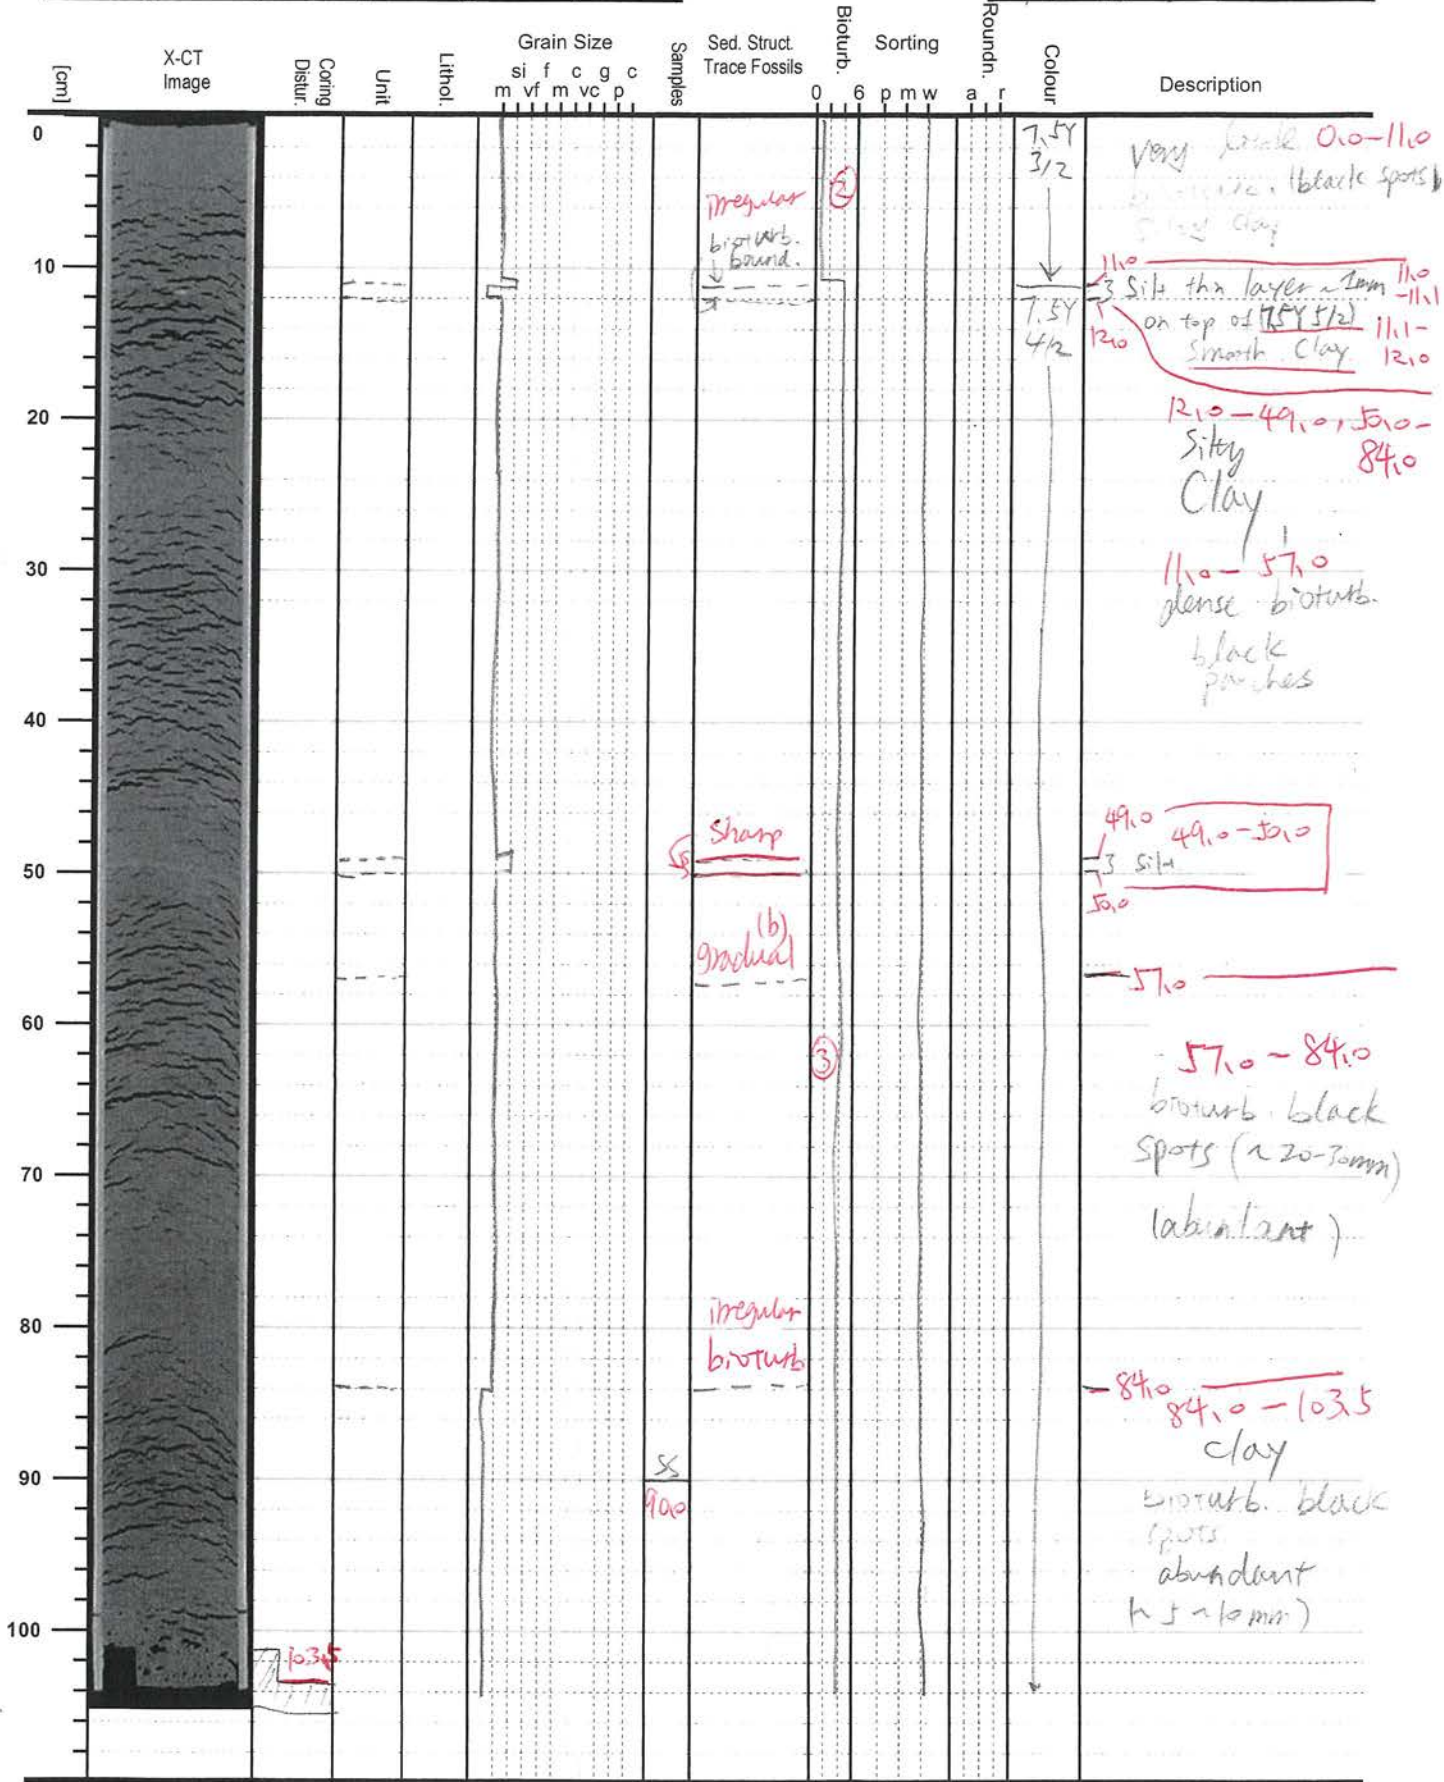 [cm]
X-CT
Image
Coring
Distur.
Unit
Lithol.
Grain Size
si f c g c
m vf m vc p
Samples
Sed. Struct.
Trace Fossils
Bioturb.
0 6
Sorting
p m w
Roundn.
a r
Colour
Description
0
10
20
30
40
50
60
70
80
90
100
103.5
SS
90.0
irregular
bioturb.
bound.
Sharp
(b)
gradual
irregular
bioturb
2
3
7.5Y
3/2
7.5Y
4/2
very 0.0-11.0
(black spots)
clay
11.0
3 Silt thin layer ~1mm 11.0
-11.1
on top of (7.5Y 5/2) 11.1-
12.0 Smooth Clay. 12.0
12.0-49.0, 50.0-
84.0
Silty
Clay
11.0-57.0
dense bioturb.
black
patches
49.0 49.0-50.0
3 Silt
50.0
57.0
57.0~84.0
bioturb. black
spots (~20-30mm)
(abundant)
84.0
84.0-103.5
clay
bioturb. black
spots.
abundant
(~5~10mm)